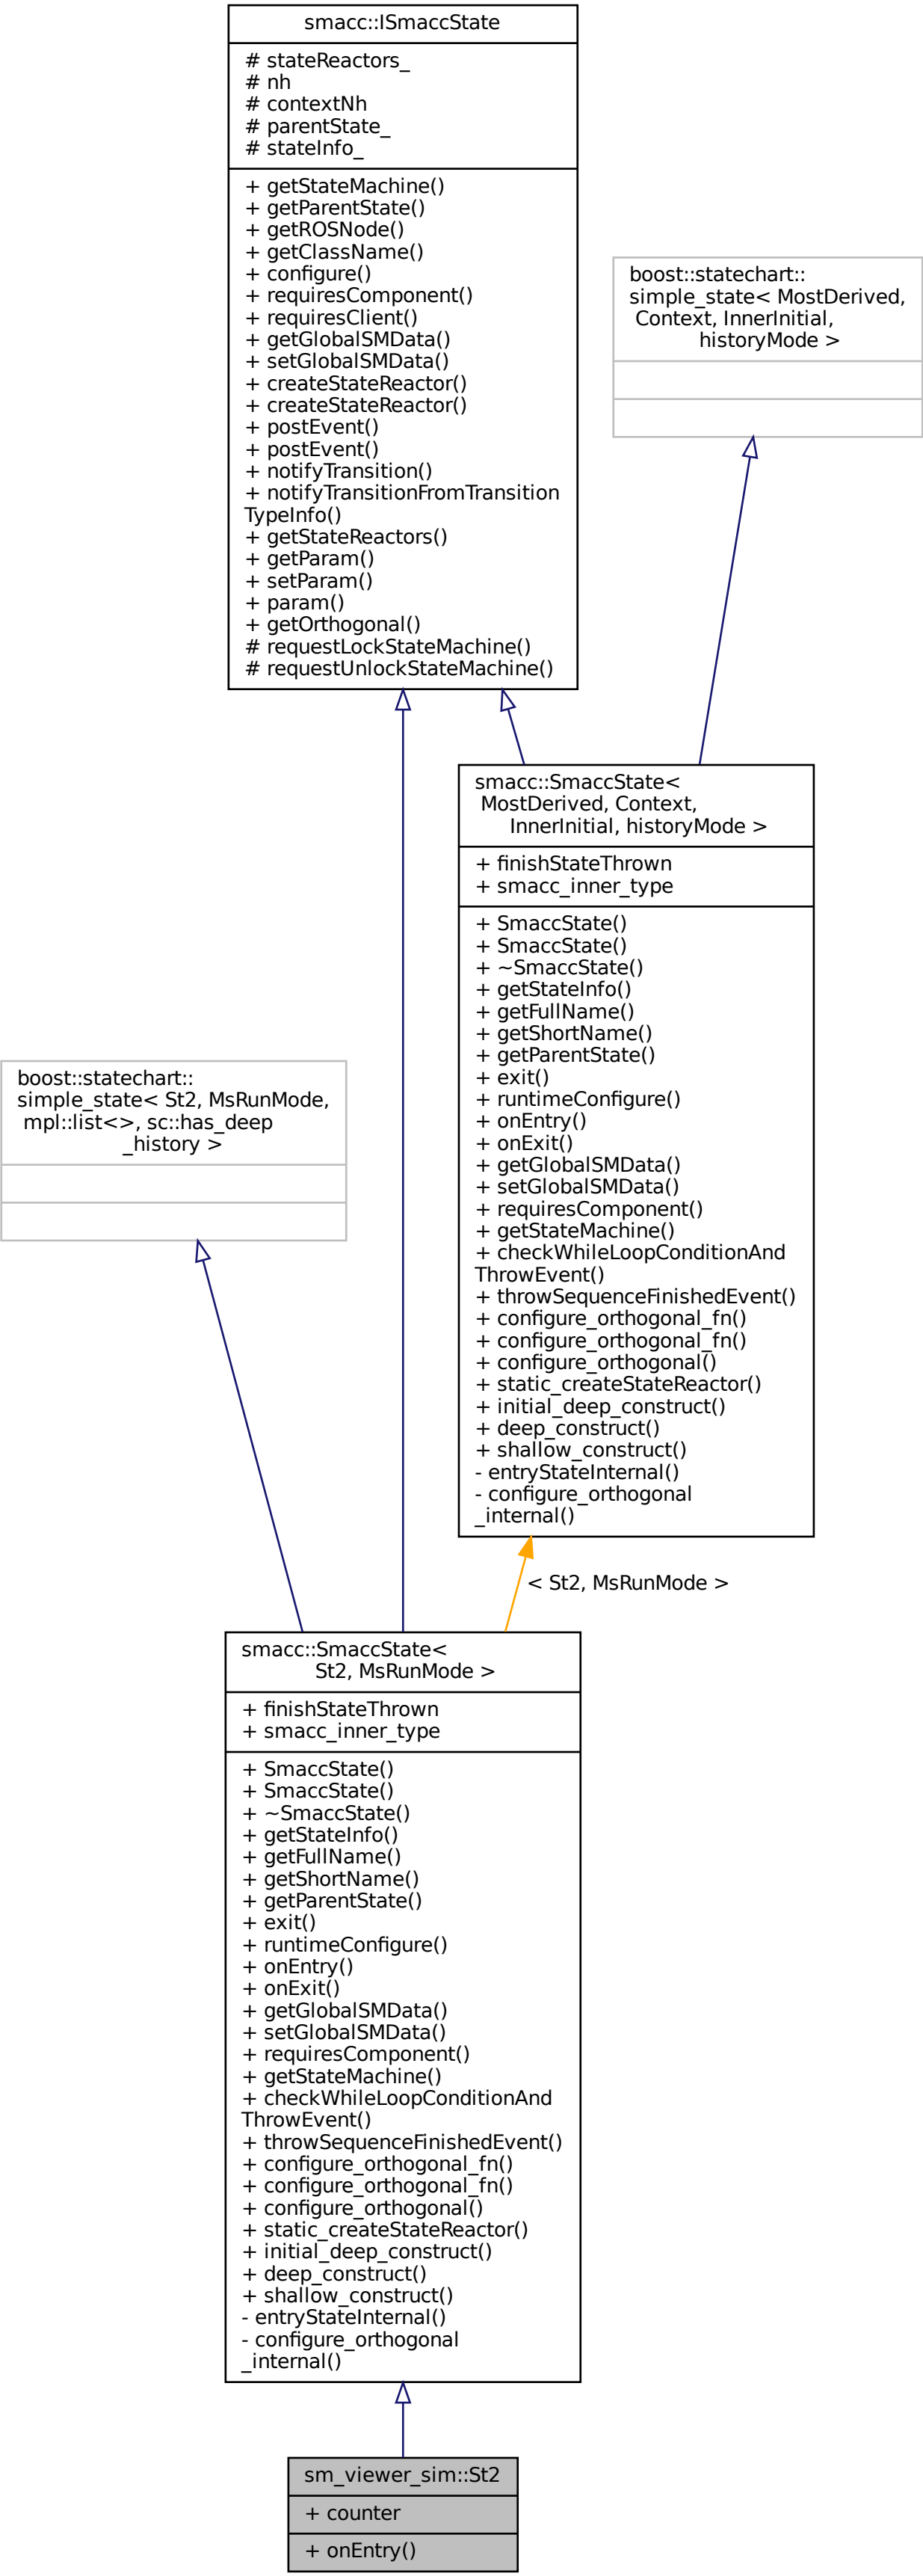 smacc::ISmaccState
# stateReactors_
# nh
# contextNh
# parentState_
# stateInfo_
+ getStateMachine()
+ getParentState()
+ getROSNode()
+ getClassName()
+ configure()
+ requiresComponent()
+ requiresClient()
+ getGlobalSMData()
+ setGlobalSMData()
+ createStateReactor()
+ createStateReactor()
+ postEvent()
+ postEvent()
+ notifyTransition()
+ notifyTransitionFromTransition
TypeInfo()
+ getStateReactors()
+ getParam()
+ setParam()
+ param()
+ getOrthogonal()
# requestLockStateMachine()
# requestUnlockStateMachine()
boost::statechart::
simple_state< MostDerived,
Context, InnerInitial,
historyMode >
smacc::SmaccState<
MostDerived, Context,
InnerInitial, historyMode >
+ finishStateThrown
+ smacc_inner_type
+ SmaccState()
+ SmaccState()
+ ~SmaccState()
+ getStateInfo()
+ getFullName()
+ getShortName()
+ getParentState()
+ exit()
+ runtimeConfigure()
+ onEntry()
+ onExit()
+ getGlobalSMData()
+ setGlobalSMData()
+ requiresComponent()
+ getStateMachine()
+ checkWhileLoopConditionAnd
ThrowEvent()
+ throwSequenceFinishedEvent()
+ configure_orthogonal_fn()
+ configure_orthogonal_fn()
+ configure_orthogonal()
+ static_createStateReactor()
+ initial_deep_construct()
+ deep_construct()
+ shallow_construct()
- entryStateInternal()
- configure_orthogonal
_internal()
boost::statechart::
simple_state< St2, MsRunMode,
mpl::list<>, sc::has_deep
_history >
< St2, MsRunMode >
smacc::SmaccState<
St2, MsRunMode >
+ finishStateThrown
+ smacc_inner_type
+ SmaccState()
+ SmaccState()
+ ~SmaccState()
+ getStateInfo()
+ getFullName()
+ getShortName()
+ getParentState()
+ exit()
+ runtimeConfigure()
+ onEntry()
+ onExit()
+ getGlobalSMData()
+ setGlobalSMData()
+ requiresComponent()
+ getStateMachine()
+ checkWhileLoopConditionAnd
ThrowEvent()
+ throwSequenceFinishedEvent()
+ configure_orthogonal_fn()
+ configure_orthogonal_fn()
+ configure_orthogonal()
+ static_createStateReactor()
+ initial_deep_construct()
+ deep_construct()
+ shallow_construct()
- entryStateInternal()
- configure_orthogonal
_internal()
sm_viewer_sim::St2
+ counter
+ onEntry()